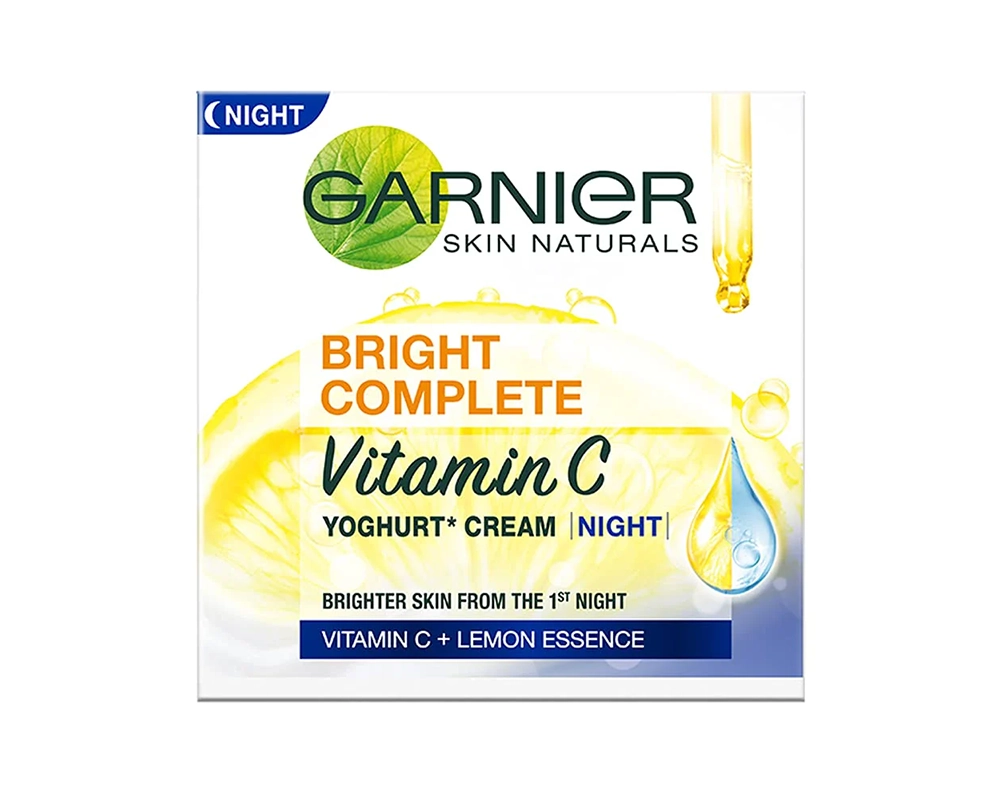 NIGHT
GARNIER
SKIN NATURALS
BRIGHT
COMPLETE
Vitamin C
YOGHURT* CREAM |NIGHT|
BRIGHTER SKIN FROM THE 1ST NIGHT
VITAMIN C + LEMON ESSENCE